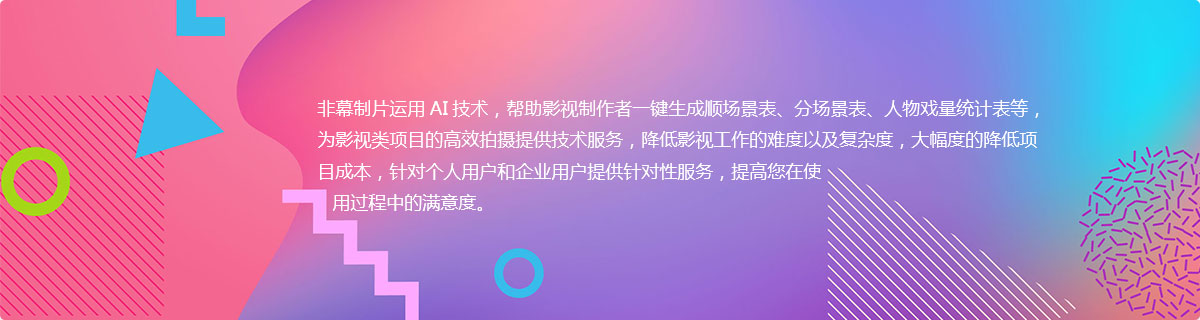 非幕制片运用 AI 技术，帮助影视制作者一键生成顺场景表、分场景表、人物戏量统计表等，
为影视类项目的高效拍摄提供技术服务，降低影视工作的难度以及复杂度，大幅度的降低项
目成本，针对个人用户和企业用户提供针对性服务，提高您在使
用过程中的满意度。